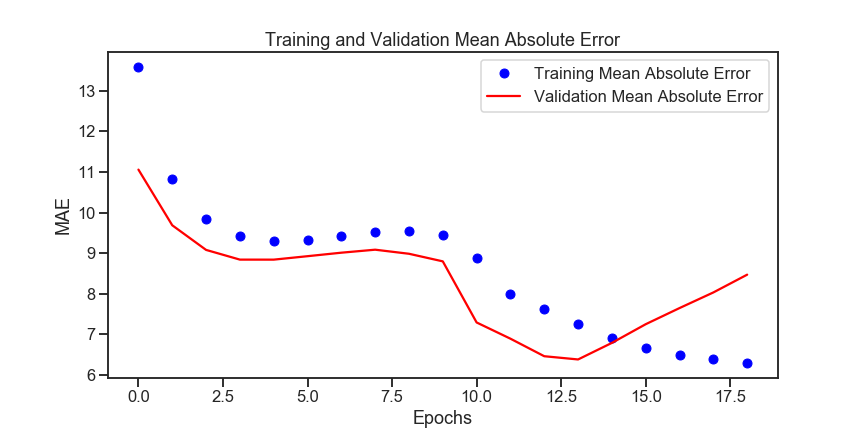 Training and Validation Mean Absolute Error
Training Mean Absolute Error
Validation Mean Absolute Error
MAE
13
12
11
10
9
8
7
6
0.0 2.5 5.0 7.5 10.0 12.5 15.0 17.5
Epochs